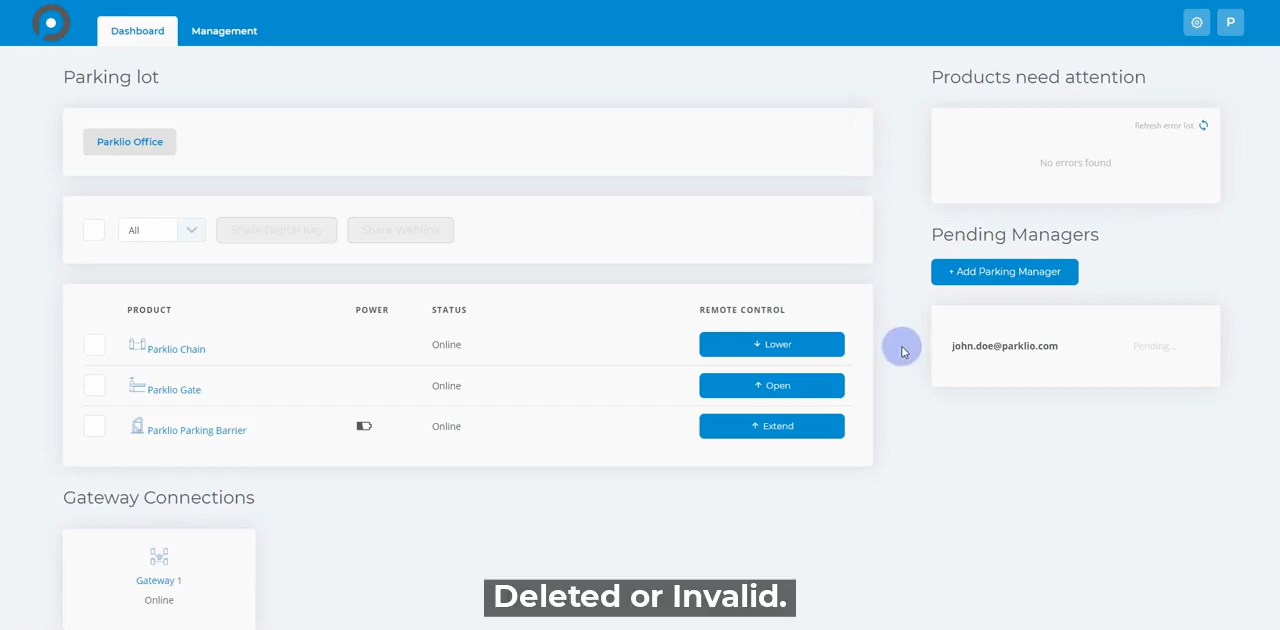 Dashboard
Management
P
Parking lot
Parklio Office
All
Share Digital Key
Share Weblink
PRODUCT POWER STATUS REMOTE CONTROL
Parklio Chain Online ↓ Lower
Parklio Gate Online ↑ Open
Parklio Parking Barrier Online ↑ Extend
Gateway Connections
Gateway 1
Online
Products need attention
Refresh error list
No errors found
Pending Managers
+ Add Parking Manager
john.doe@parklio.com Pending...
Deleted or Invalid.